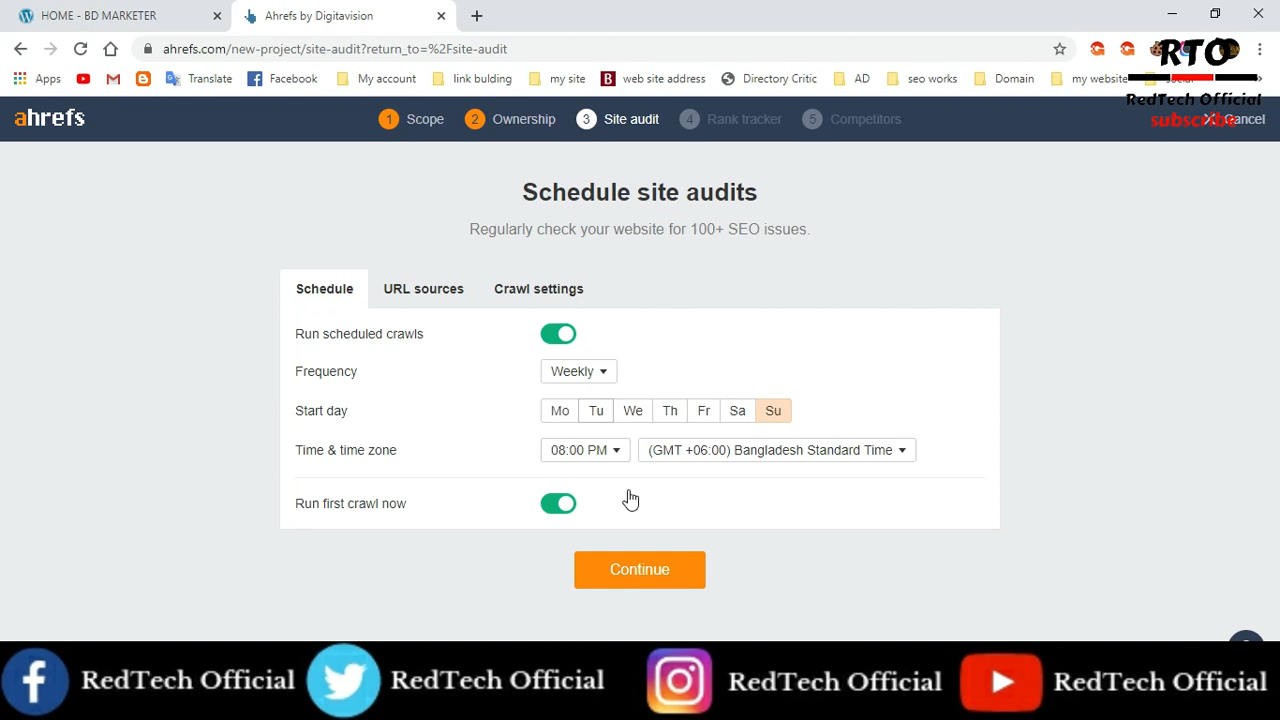 HOME - BD MARKETER
Ahrefs by Digitavision
ahrefs.com/new-project/site-audit?return_to=%2Fsite-audit
Apps
Translate
Facebook
My account
link bulding
my site
B
web site address
Directory Critic
AD
seo works
Domain
my website
RTO
RedTech Official
subscribe
ahrefs
1 Scope
2 Ownership
3 Site audit
4 Rank tracker
5 Competitors
Cancel
Schedule site audits
Regularly check your website for 100+ SEO issues.
Schedule URL sources Crawl settings
Run scheduled crawls
Frequency Weekly
Start day Mo Tu We Th Fr Sa Su
Time & time zone 08:00 PM (GMT +06:00) Bangladesh Standard Time
Run first crawl now
Continue
RedTech Official
RedTech Official
RedTech Official
RedTech Official